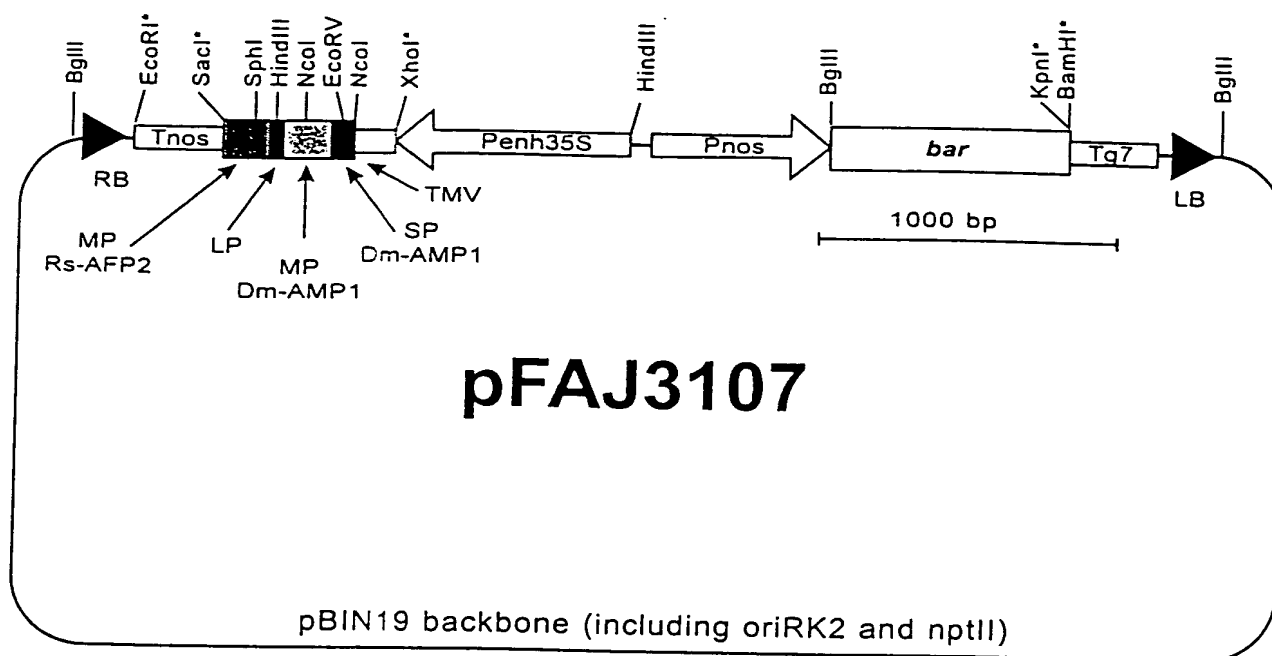 BglII
EcoRI*
SacI*
SphI
HindIII
NcoI
EcoRV
NcoI
XhoI*
HindIII
BglII
KpnI*
BamHI*
BglII
Tnos
Penh35S
Pnos
bar
Tg7
RB
TMV
LB
MP
Rs-AFP2
LP
MP
Dm-AMP1
SP
Dm-AMP1
1000 bp
pFAJ3107
pBIN19 backbone (including oriRK2 and nptII)